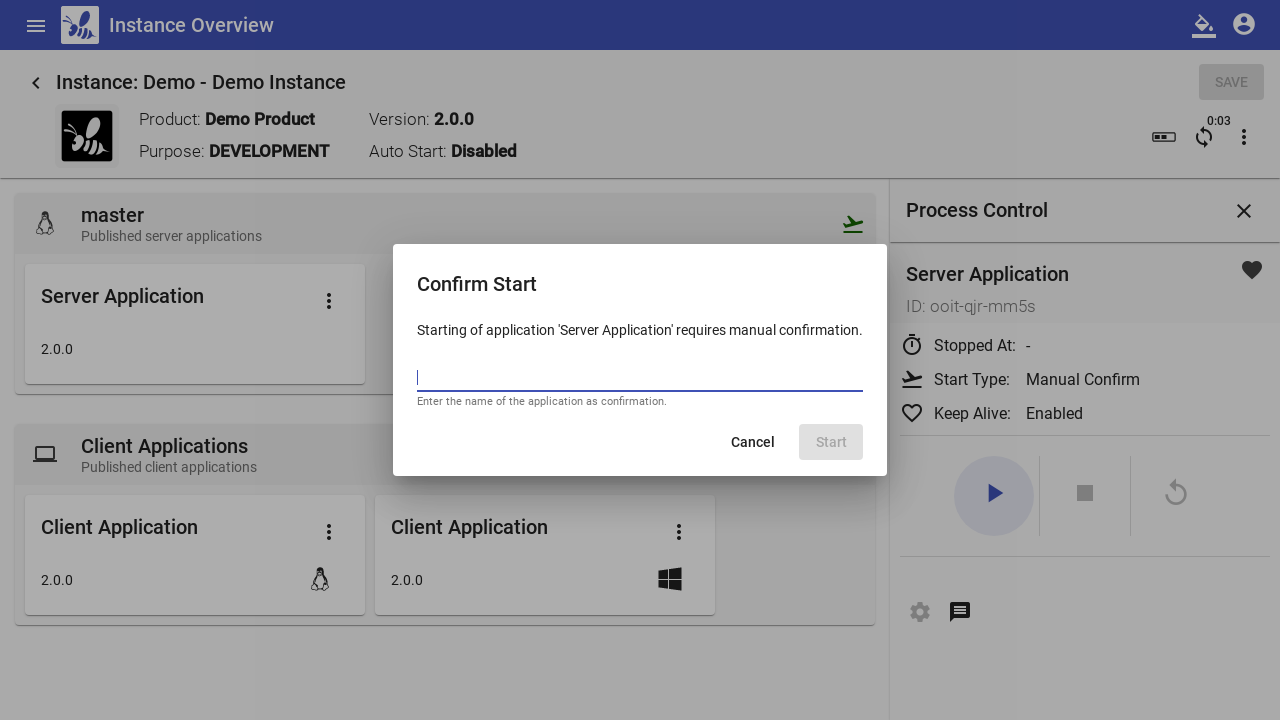 Instance Overview
Instance: Demo - Demo Instance
SAVE
Product: Demo Product
Version: 2.0.0
0:03
Purpose: DEVELOPMENT
Auto Start: Disabled
master
Published server applications
Process Control
Server Application
2.0.0
Server Application
ID: ooit-qjr-mm5s
Stopped At: -
Start Type: Manual Confirm
Keep Alive: Enabled
Confirm Start
Starting of application 'Server Application' requires manual confirmation.
Enter the name of the application as confirmation.
Cancel
Start
Client Applications
Published client applications
Client Application
2.0.0
Client Application
2.0.0